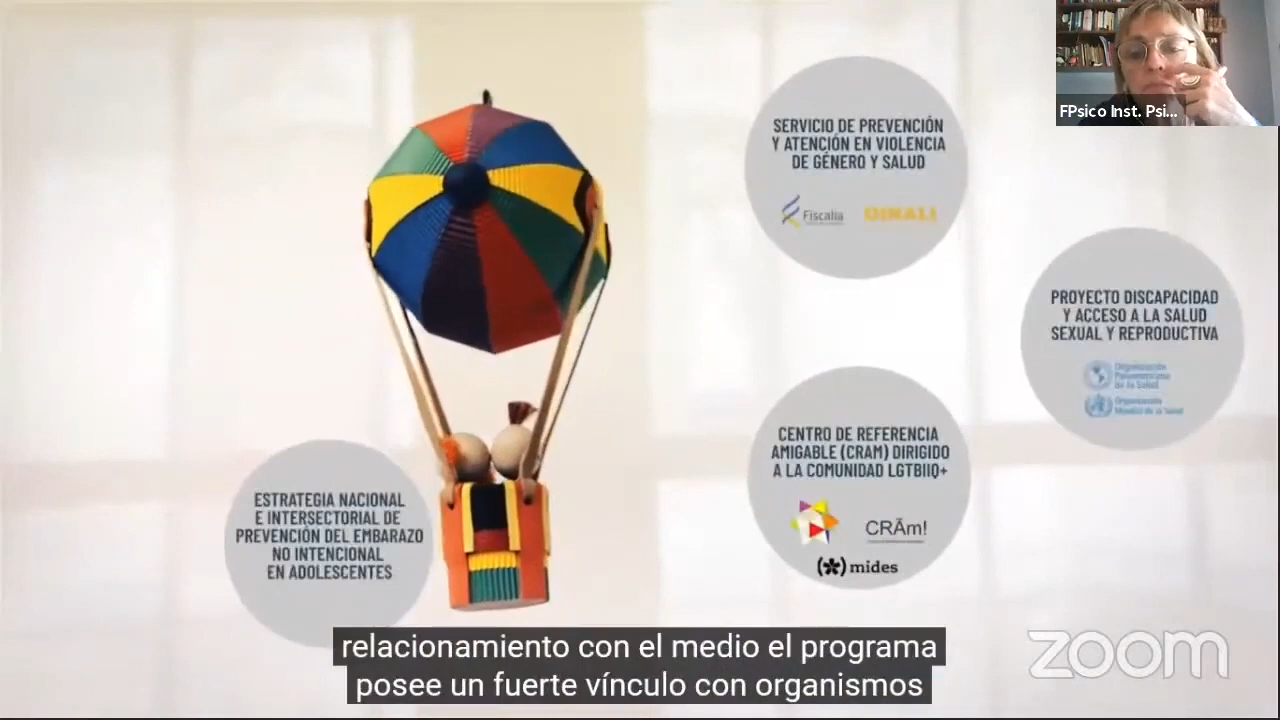 FPsico Inst. Psi...
SERVICIO DE PREVENCIÓN
Y ATENCIÓN EN VIOLENCIA
DE GÉNERO Y SALUD
Fiscalía
DINALI
PROYECTO DISCAPACIDAD
Y ACCESO A LA SALUD
SEXUAL Y REPRODUCTIVA
Organización
Panamericana
de la Salud
Organización
Mundial de la Salud
CENTRO DE REFERENCIA
AMIGABLE (CRAM) DIRIGIDO
A LA COMUNIDAD LGTBIIQ+
CRÃm!
mides
ESTRATEGIA NACIONAL
E INTERSECTORIAL DE
PREVENCIÓN DEL EMBARAZO
NO INTENCIONAL
EN ADOLESCENTES
relacionamiento con el medio el programa
posee un fuerte vínculo con organismos
zoom